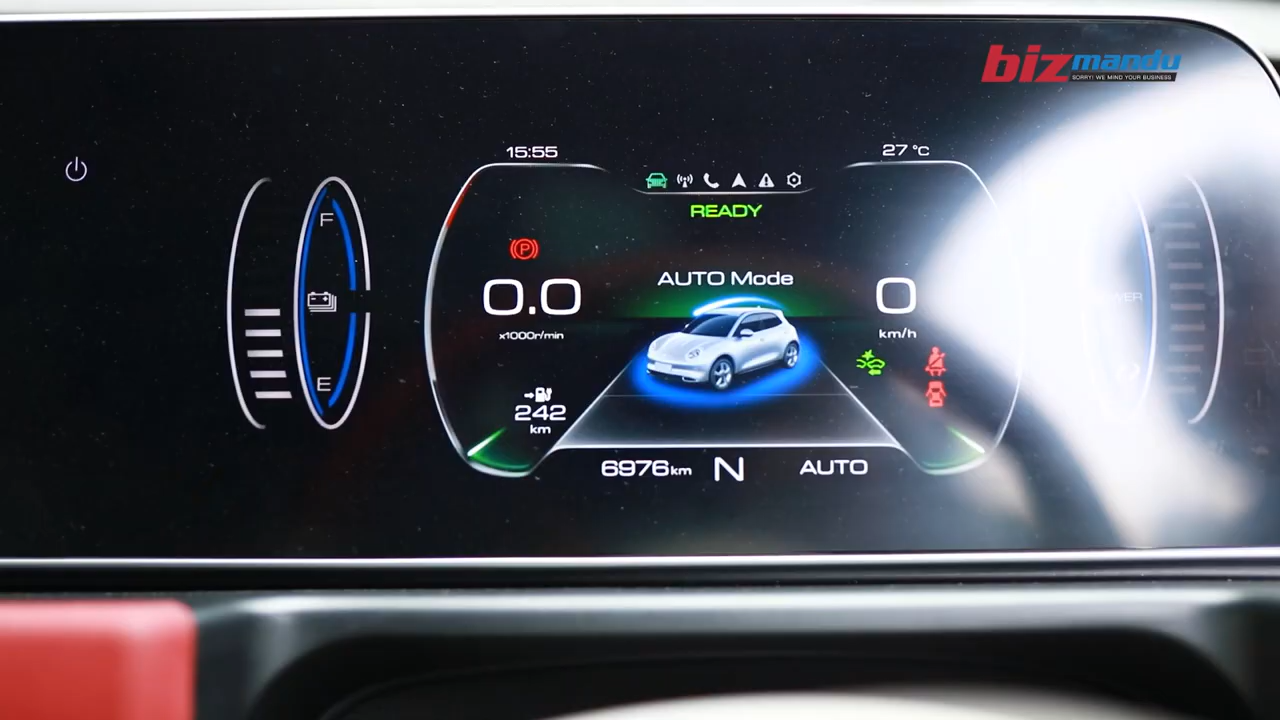 bizmandu
SORRY! WE MIND YOUR BUSINESS
15:55
27 °C
READY
F
P
AUTO Mode
0.0
0
x1000r/min
km/h
E
242
km
6976km
N
AUTO